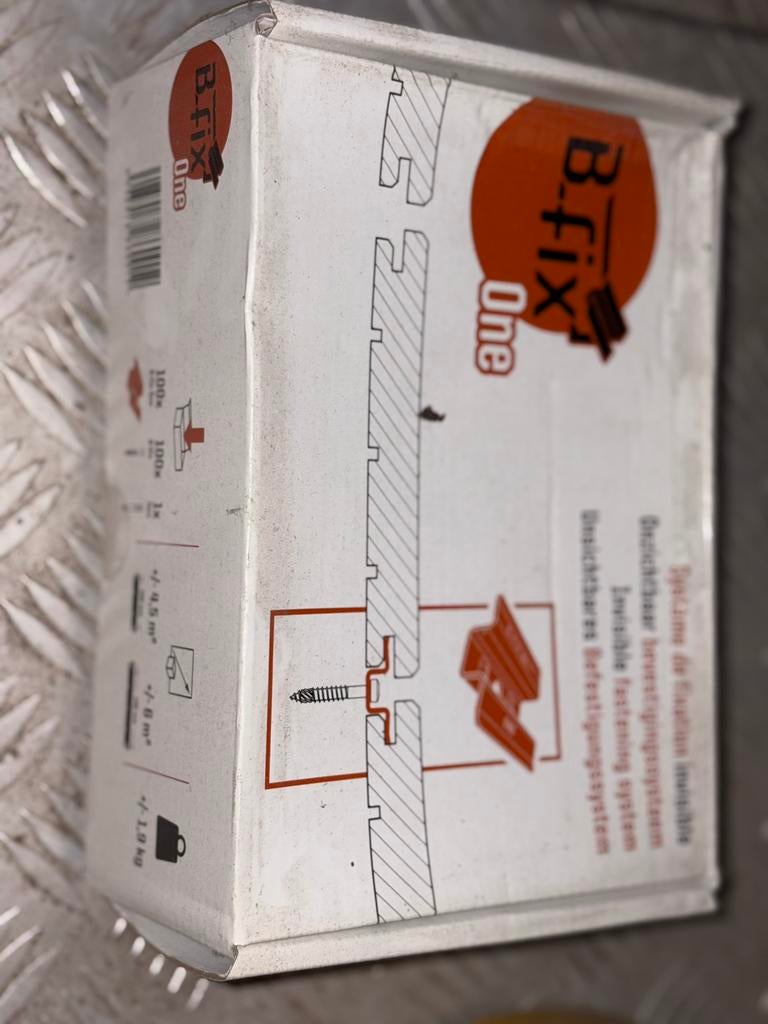 B-fix
One
Système de fixation invisible
Onzichtbaar bevestigingssysteem
Invisible fastening system
Unsichtbares Befestigungssystem
B-fix
One
100x
100x
1x
+/- 4,5 m²
+/- 6 m²
+/- 1,9 kg